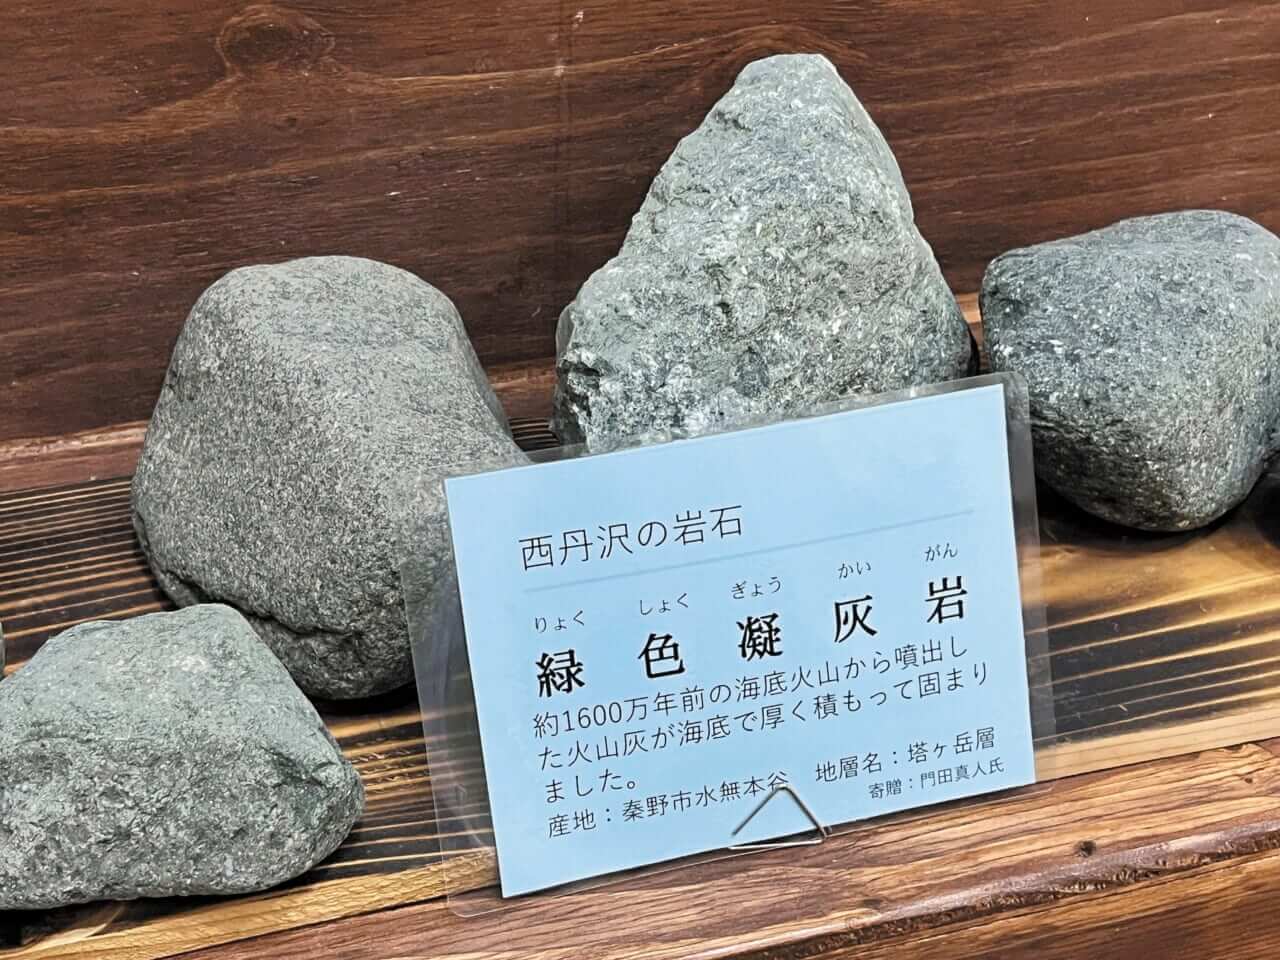 西丹沢の岩石
りょく しょく ぎょう かい がん
緑色凝灰岩
約1600万年前の海底火山から噴出し
た火山灰が海底で厚く積もって固まり
ました。
産地：秦野市水無本谷 地層名：塔ヶ岳層
寄贈：門田真人氏